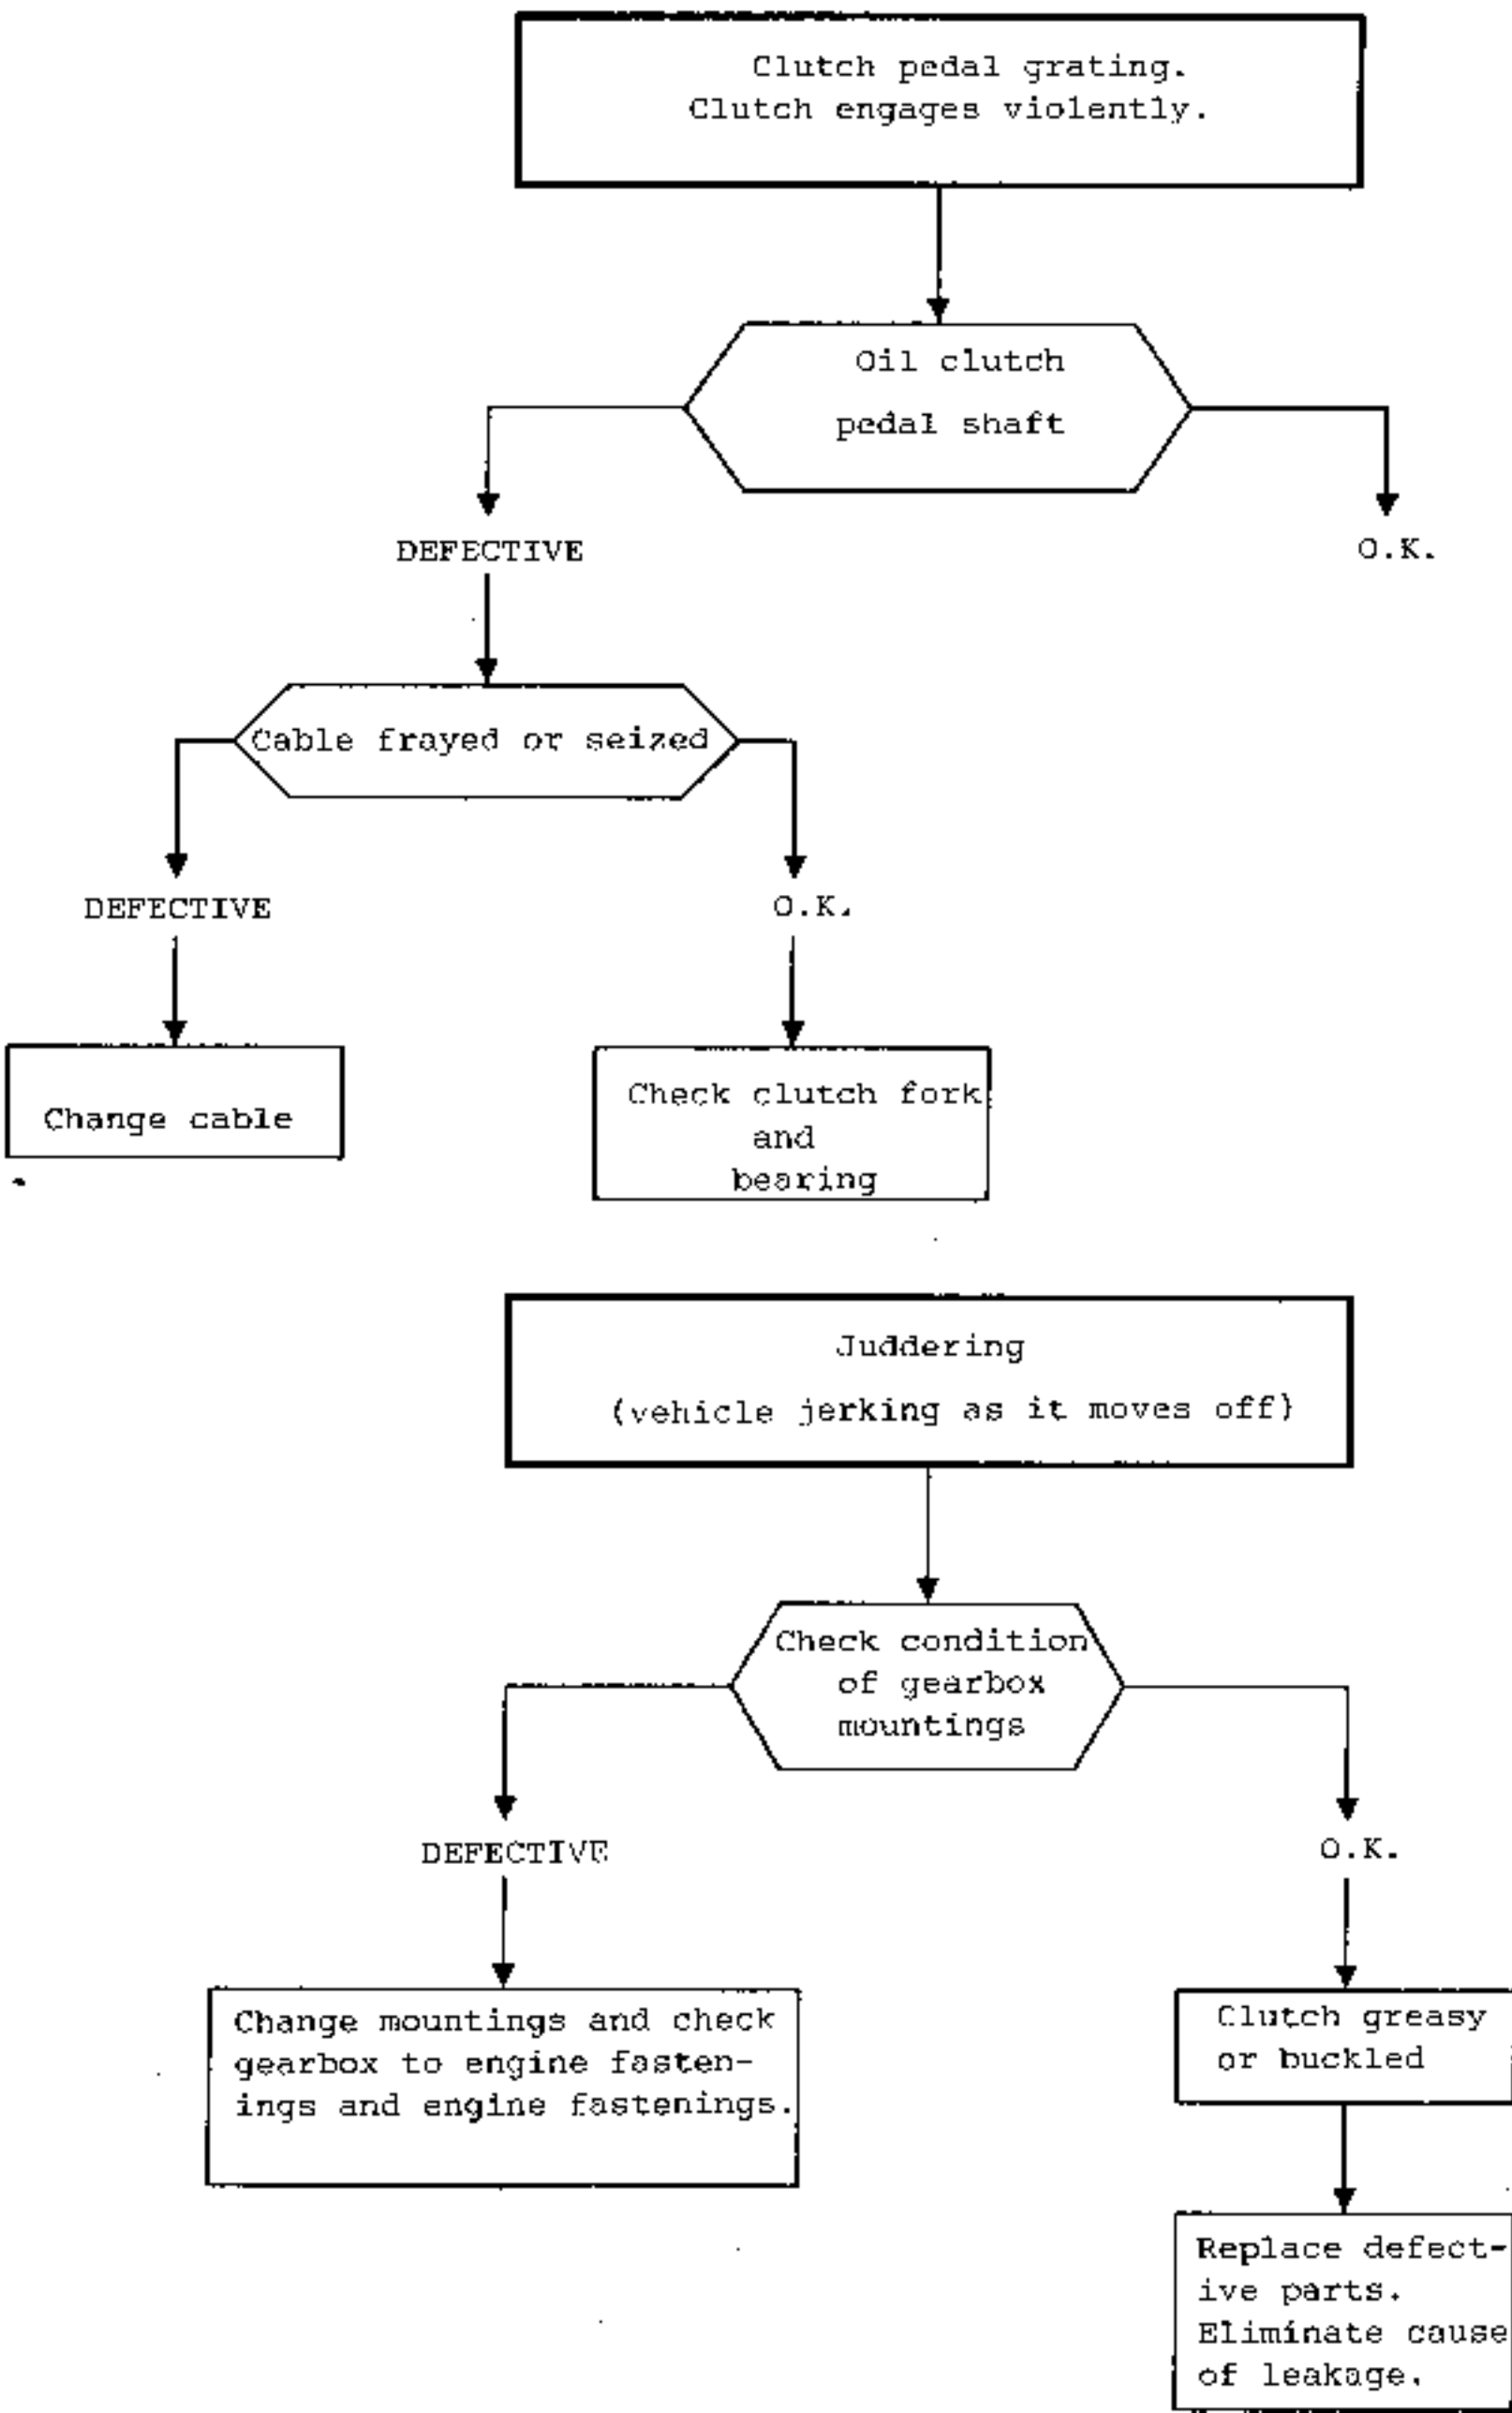 Clutch pedal grating.
Clutch engages violently.
Oil clutch
pedal shaft
DEFECTIVE
O.K.
Cable frayed or seized
DEFECTIVE
O.K.
Change cable
Check clutch fork
and
bearing
Juddering
(vehicle jerking as it moves off)
Check condition
of gearbox
mountings
DEFECTIVE
O.K.
Change mountings and check
gearbox to engine fasten-
ings and engine fastenings.
Clutch greasy
or buckled
Replace defect-
ive parts.
Eliminate cause
of leakage.